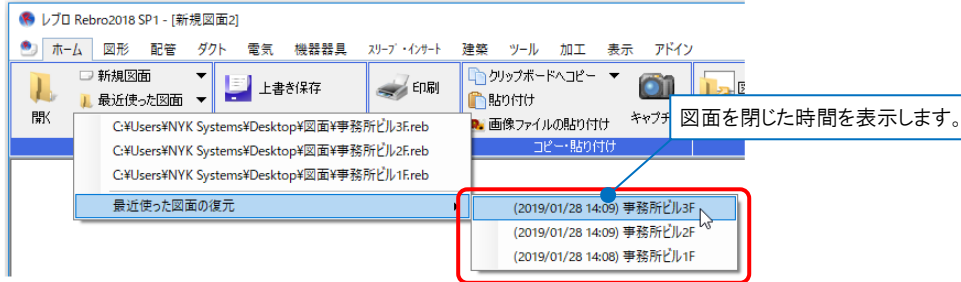 レブロ Rebro2018 SP1 - [新規図面2]
ホーム 図形 配管 ダクト 電気 機器器具 スリーブ・インサート 建築 ツール 加工 表示 アドイン
新規図面
最近使った図面
開く
上書き保存
印刷
クリップボードへコピー
貼り付け
画像ファイルの貼り付け
キャプチ
コピー・貼り付け
図面を閉じた時間を表示します。
C:¥Users¥NYK Systems¥Desktop¥図面¥事務所ビル3F.reb
C:¥Users¥NYK Systems¥Desktop¥図面¥事務所ビル2F.reb
C:¥Users¥NYK Systems¥Desktop¥図面¥事務所ビル1F.reb
最近使った図面の復元
(2019/01/28 14:09) 事務所ビル3F
(2019/01/28 14:09) 事務所ビル2F
(2019/01/28 14:08) 事務所ビル1F